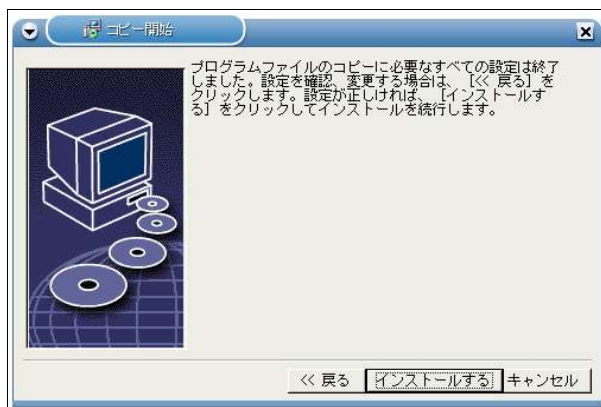 コピー開始
プログラムファイルのコピーに必要なすべての設定は終了
しました。設定を確認、変更する場合は、[<< 戻る] を
クリックします。設定が正しければ、[インストールす
る] をクリックしてインストールを続行します。
<< 戻る インストールする キャンセル